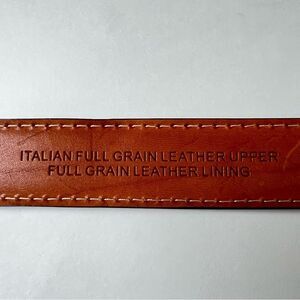 ITALIAN FULL GRAIN LEATHER UPPER
FULL GRAIN LEATHER LINING